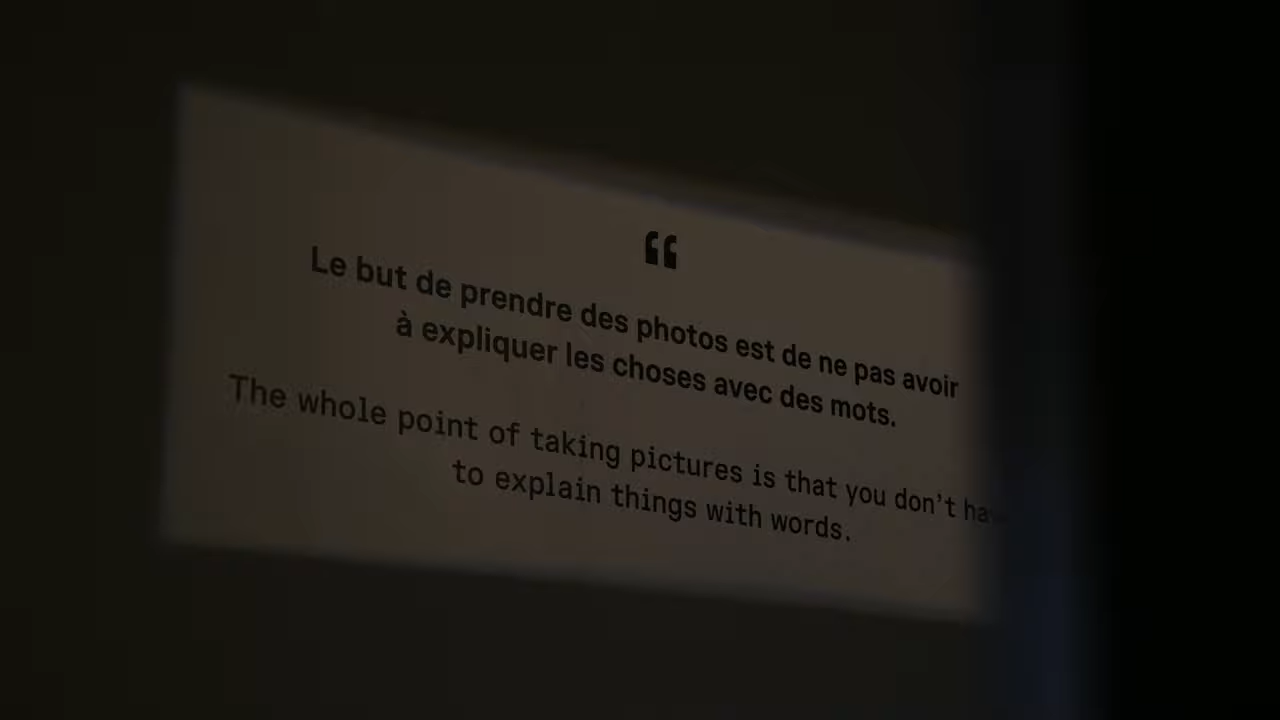 “
Le but de prendre des photos est de ne pas avoir
à expliquer les choses avec des mots.
The whole point of taking pictures is that you don’t
to explain things with words.